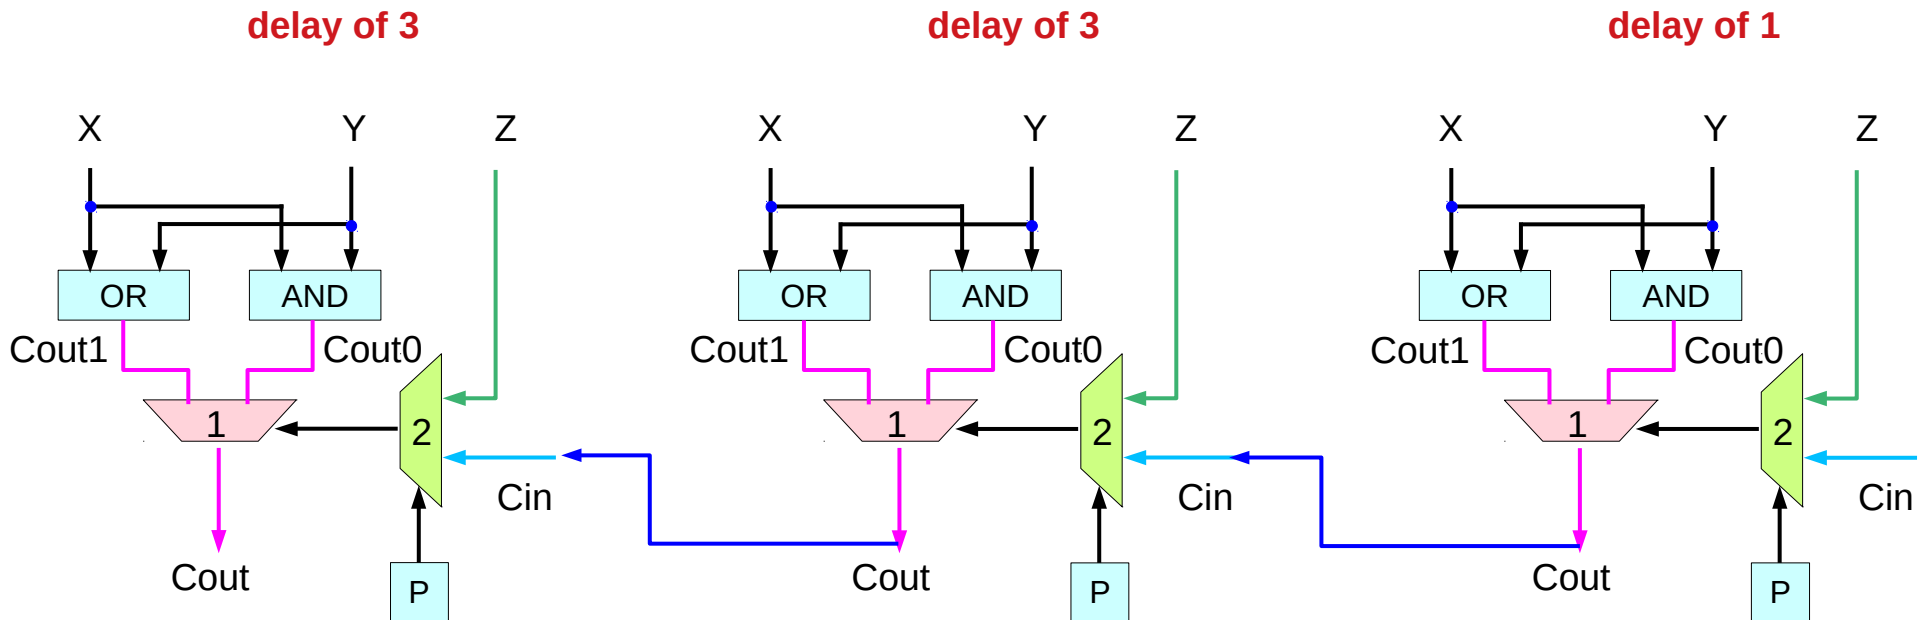 delay of 3 delay of 3 delay of 1
X Y Z X Y Z X Y Z
OR AND OR AND OR AND
Cout1 Cout0 Cout1 Cout0 Cout1 Cout0
1 2 1 2 1 2
Cin Cin Cin
Cout Cout Cout
P P P